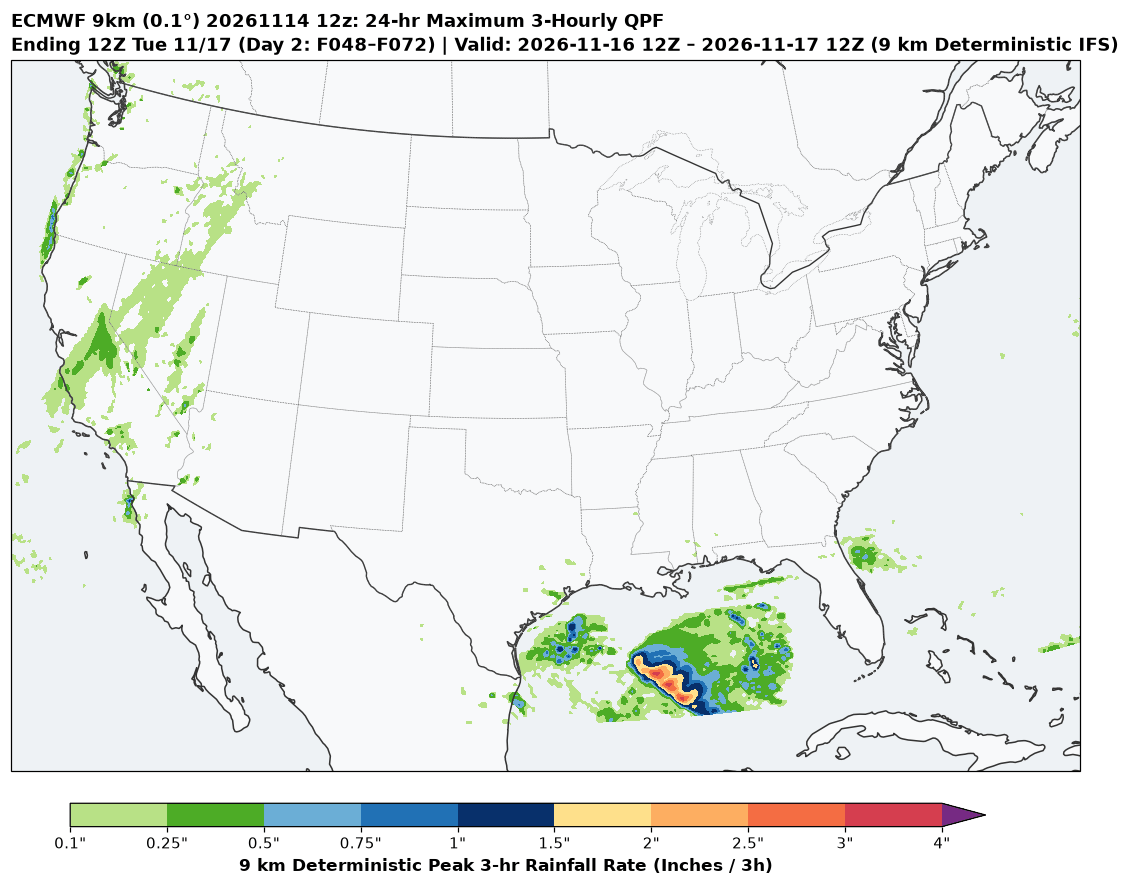 ECMWF 9km (0.1°) 20261114 12z: 24-hr Maximum 3-Hourly QPF
Ending 12Z Tue 11/17 (Day 2: F048–F072) | Valid: 2026-11-16 12Z – 2026-11-17 12Z (9 km Deterministic IFS)
0.1" 0.25" 0.5" 0.75" 1" 1.5" 2" 2.5" 3" 4"
9 km Deterministic Peak 3-hr Rainfall Rate (Inches / 3h)